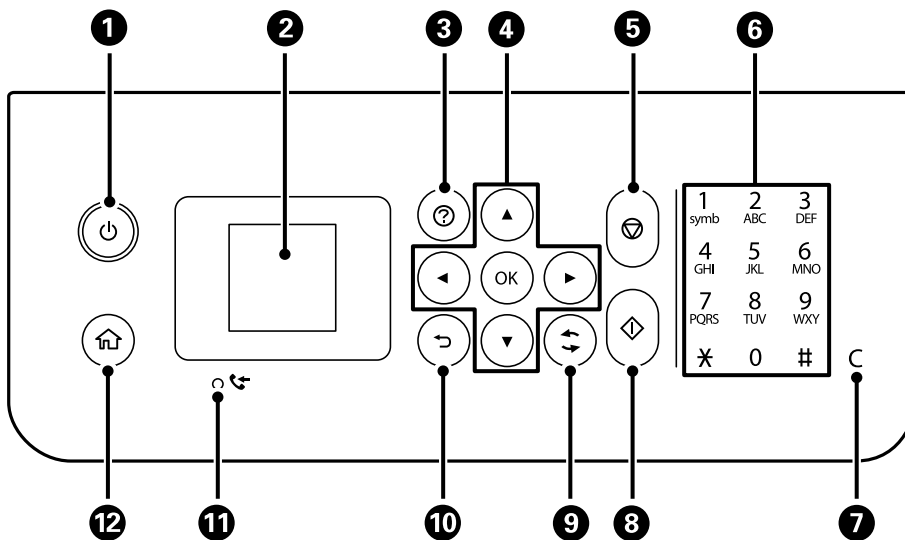 1 2 3 4 5 6
?
OK
1 2 3
symb ABC DEF
4 5 6
GHI JKL MNO
7 8 9
PQRS TUV WXY
* 0 #
C
12 11 10 9 8 7